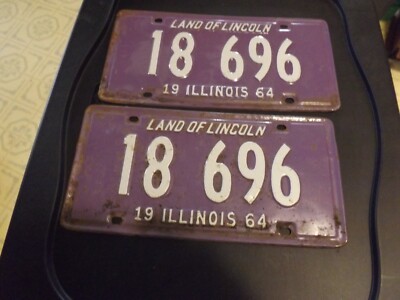 LAND OF LINCOLN
18 696
19 ILLINOIS 64
LAND OF LINCOLN
18 696
19 ILLINOIS 64